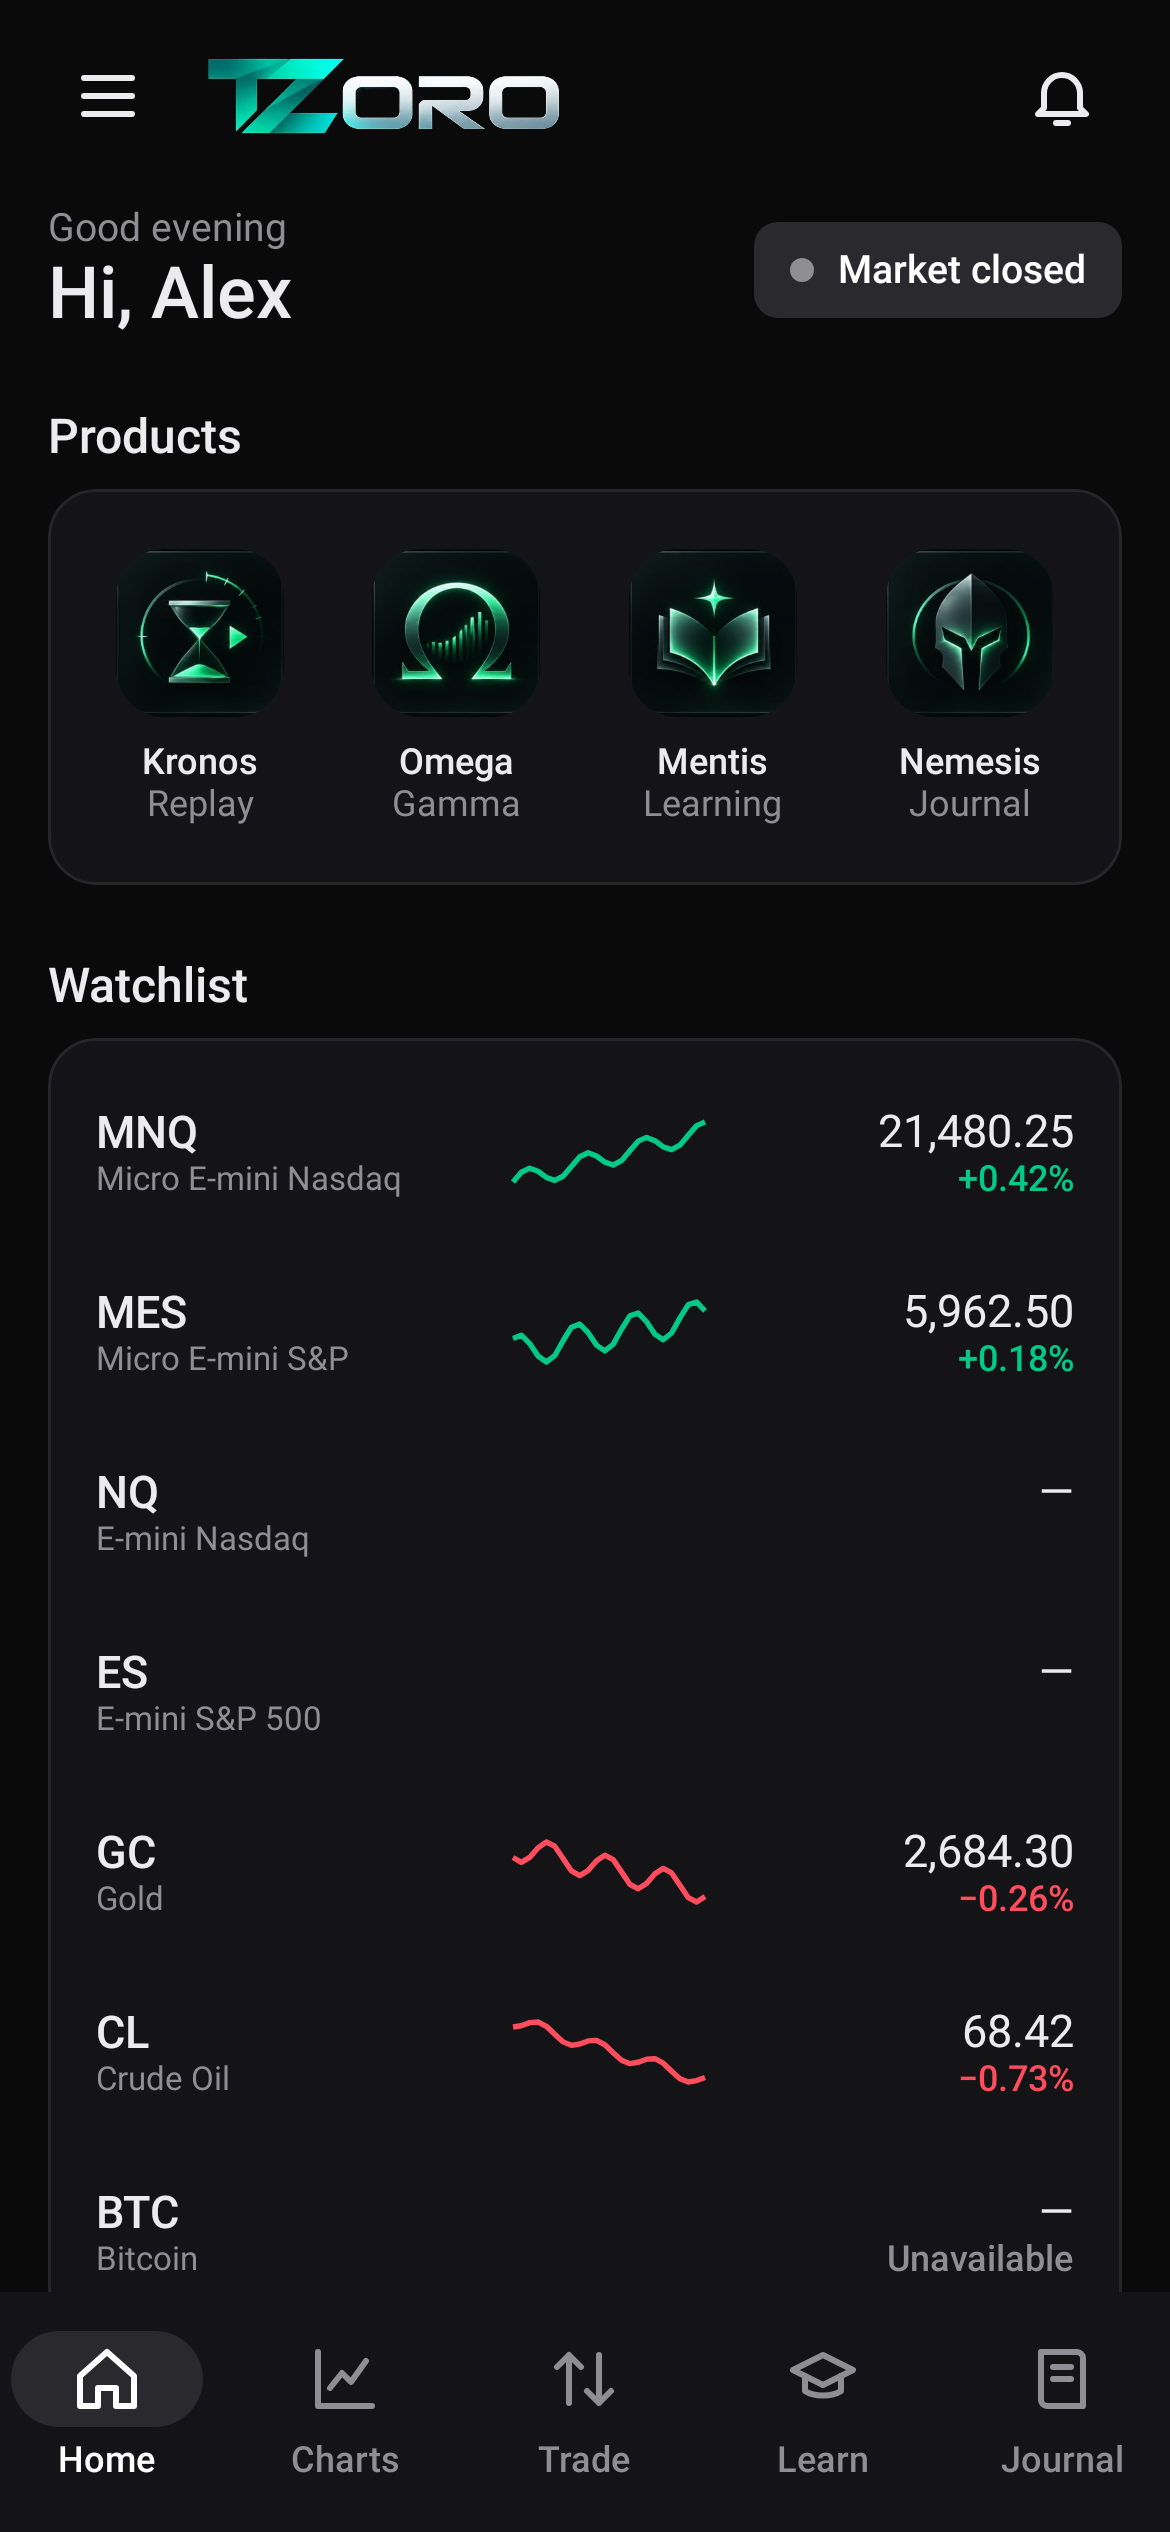 TZORO
Good evening
Hi, Alex
Market closed
Products
Kronos
Replay
Omega
Gamma
Mentis
Learning
Nemesis
Journal
Watchlist
MNQ
Micro E-mini Nasdaq
21,480.25
+0.42%
MES
Micro E-mini S&P
5,962.50
+0.18%
NQ
E-mini Nasdaq
—
ES
E-mini S&P 500
—
GC
Gold
2,684.30
−0.26%
CL
Crude Oil
68.42
−0.73%
BTC
Bitcoin
—
Unavailable
Home
Charts
Trade
Learn
Journal